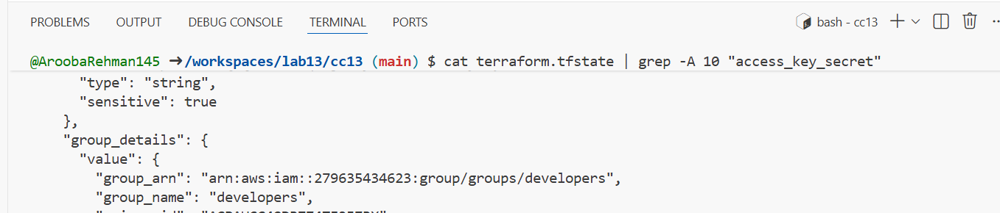 PROBLEMS OUTPUT DEBUG CONSOLE TERMINAL PORTS bash - cc13
@AroobaRehman145 ➜/workspaces/lab13/cc13 (main) $ cat terraform.tfstate | grep -A 10 "access_key_secret"
"type": "string",
"sensitive": true
},
"group_details": {
"value": {
"group_arn": "arn:aws:iam::279635434623:group/groups/developers",
"group_name": "developers",